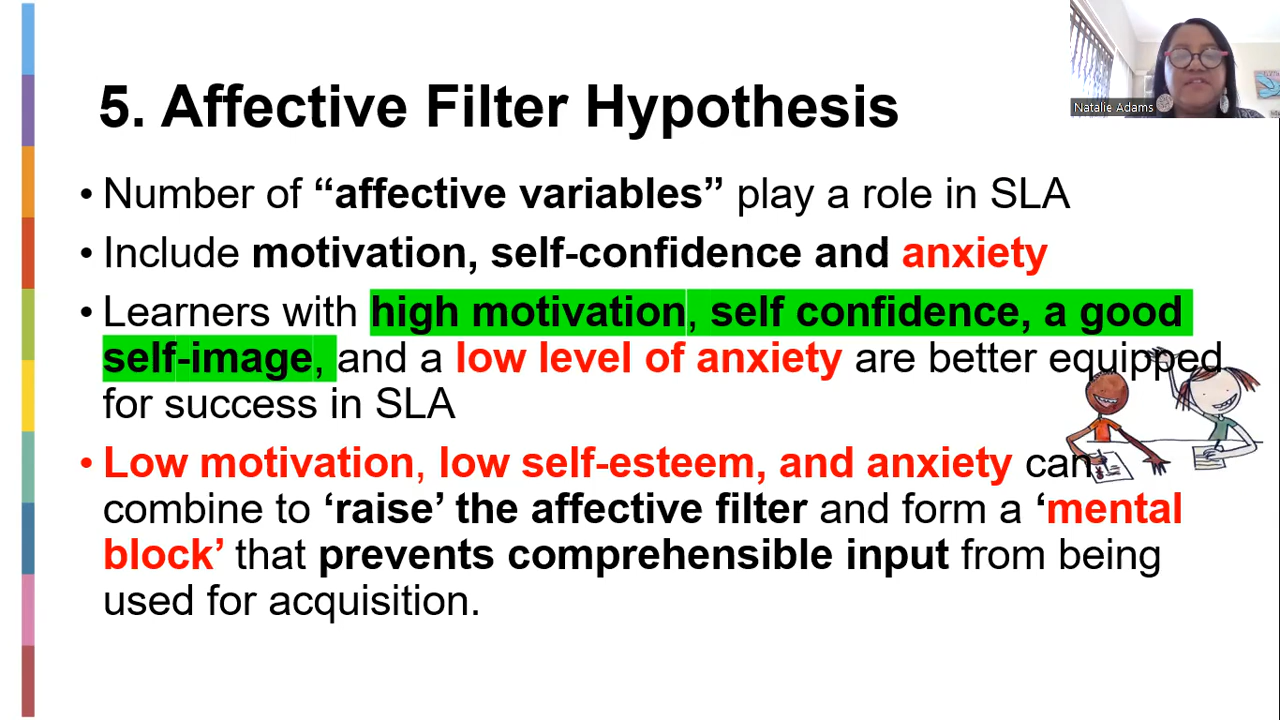 Natalie Adams
5. Affective Filter Hypothesis
• Number of “affective variables” play a role in SLA
• Include motivation, self-confidence and anxiety
• Learners with high motivation, self confidence, a good
self-image, and a low level of anxiety are better equipped
for success in SLA
• Low motivation, low self-esteem, and anxiety can
combine to ‘raise’ the affective filter and form a ‘mental
block’ that prevents comprehensible input from being
used for acquisition.